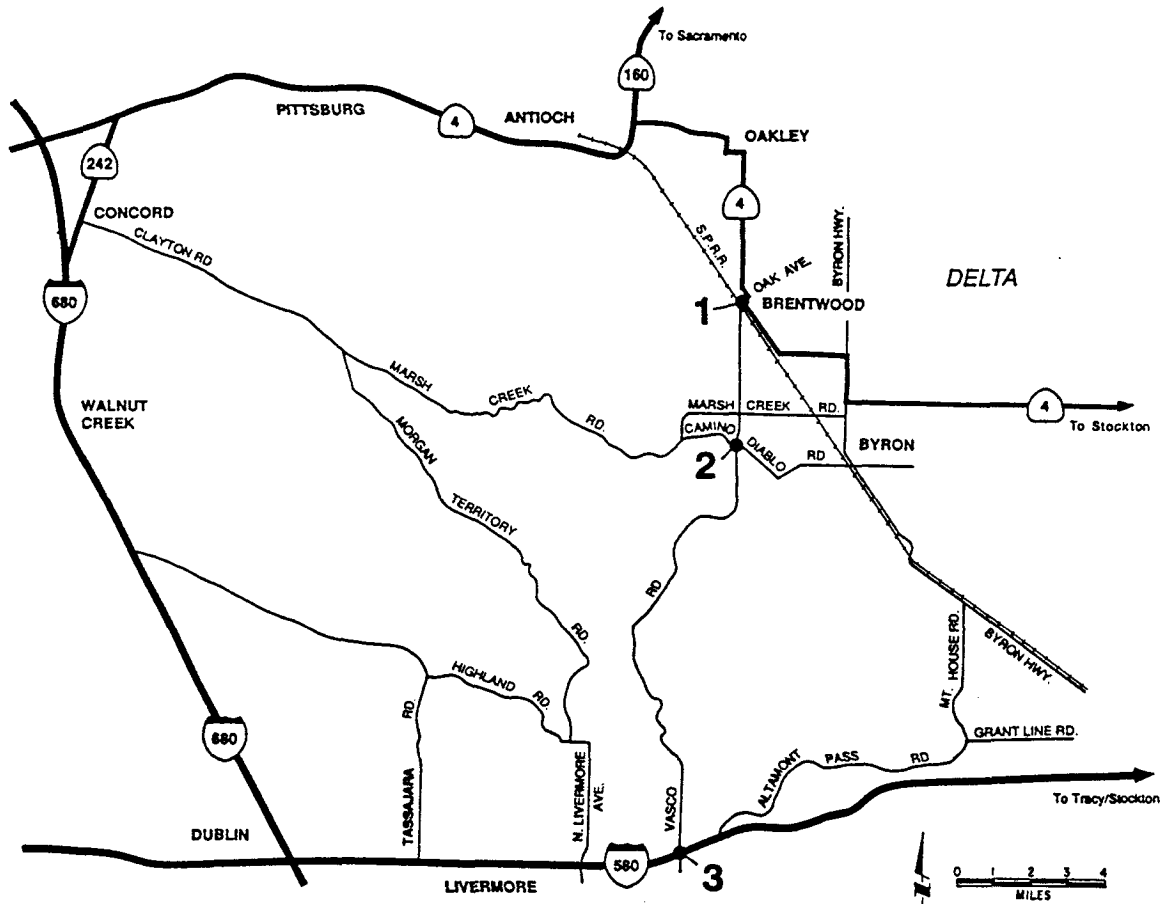 To Sacramento
160
PITTSBURG
4
ANTIOCH
OAKLEY
242
CONCORD
CLAYTON RD
4
S.P.R.R.
BYRON HWY.
DELTA
OAK AVE.
680
1
BRENTWOOD
WALNUT
CREEK
MARSH
CREEK
RD.
MARSH CREEK RD.
4
To Stockton
CAMINO
DIABLO
RD
BYRON
2
MORGAN
TERRITORY
RD.
RD
HIGHLAND
RD.
MT. HOUSE RD.
BYRON HWY.
680
TASSAJARA
RD.
N. LIVERMORE
AVE.
VASCO
ALTAMONT
PASS
RD
GRANT LINE RD.
To Tracy/Stockton
DUBLIN
580
3
LIVERMORE
N
0 1 2 3 4
MILES